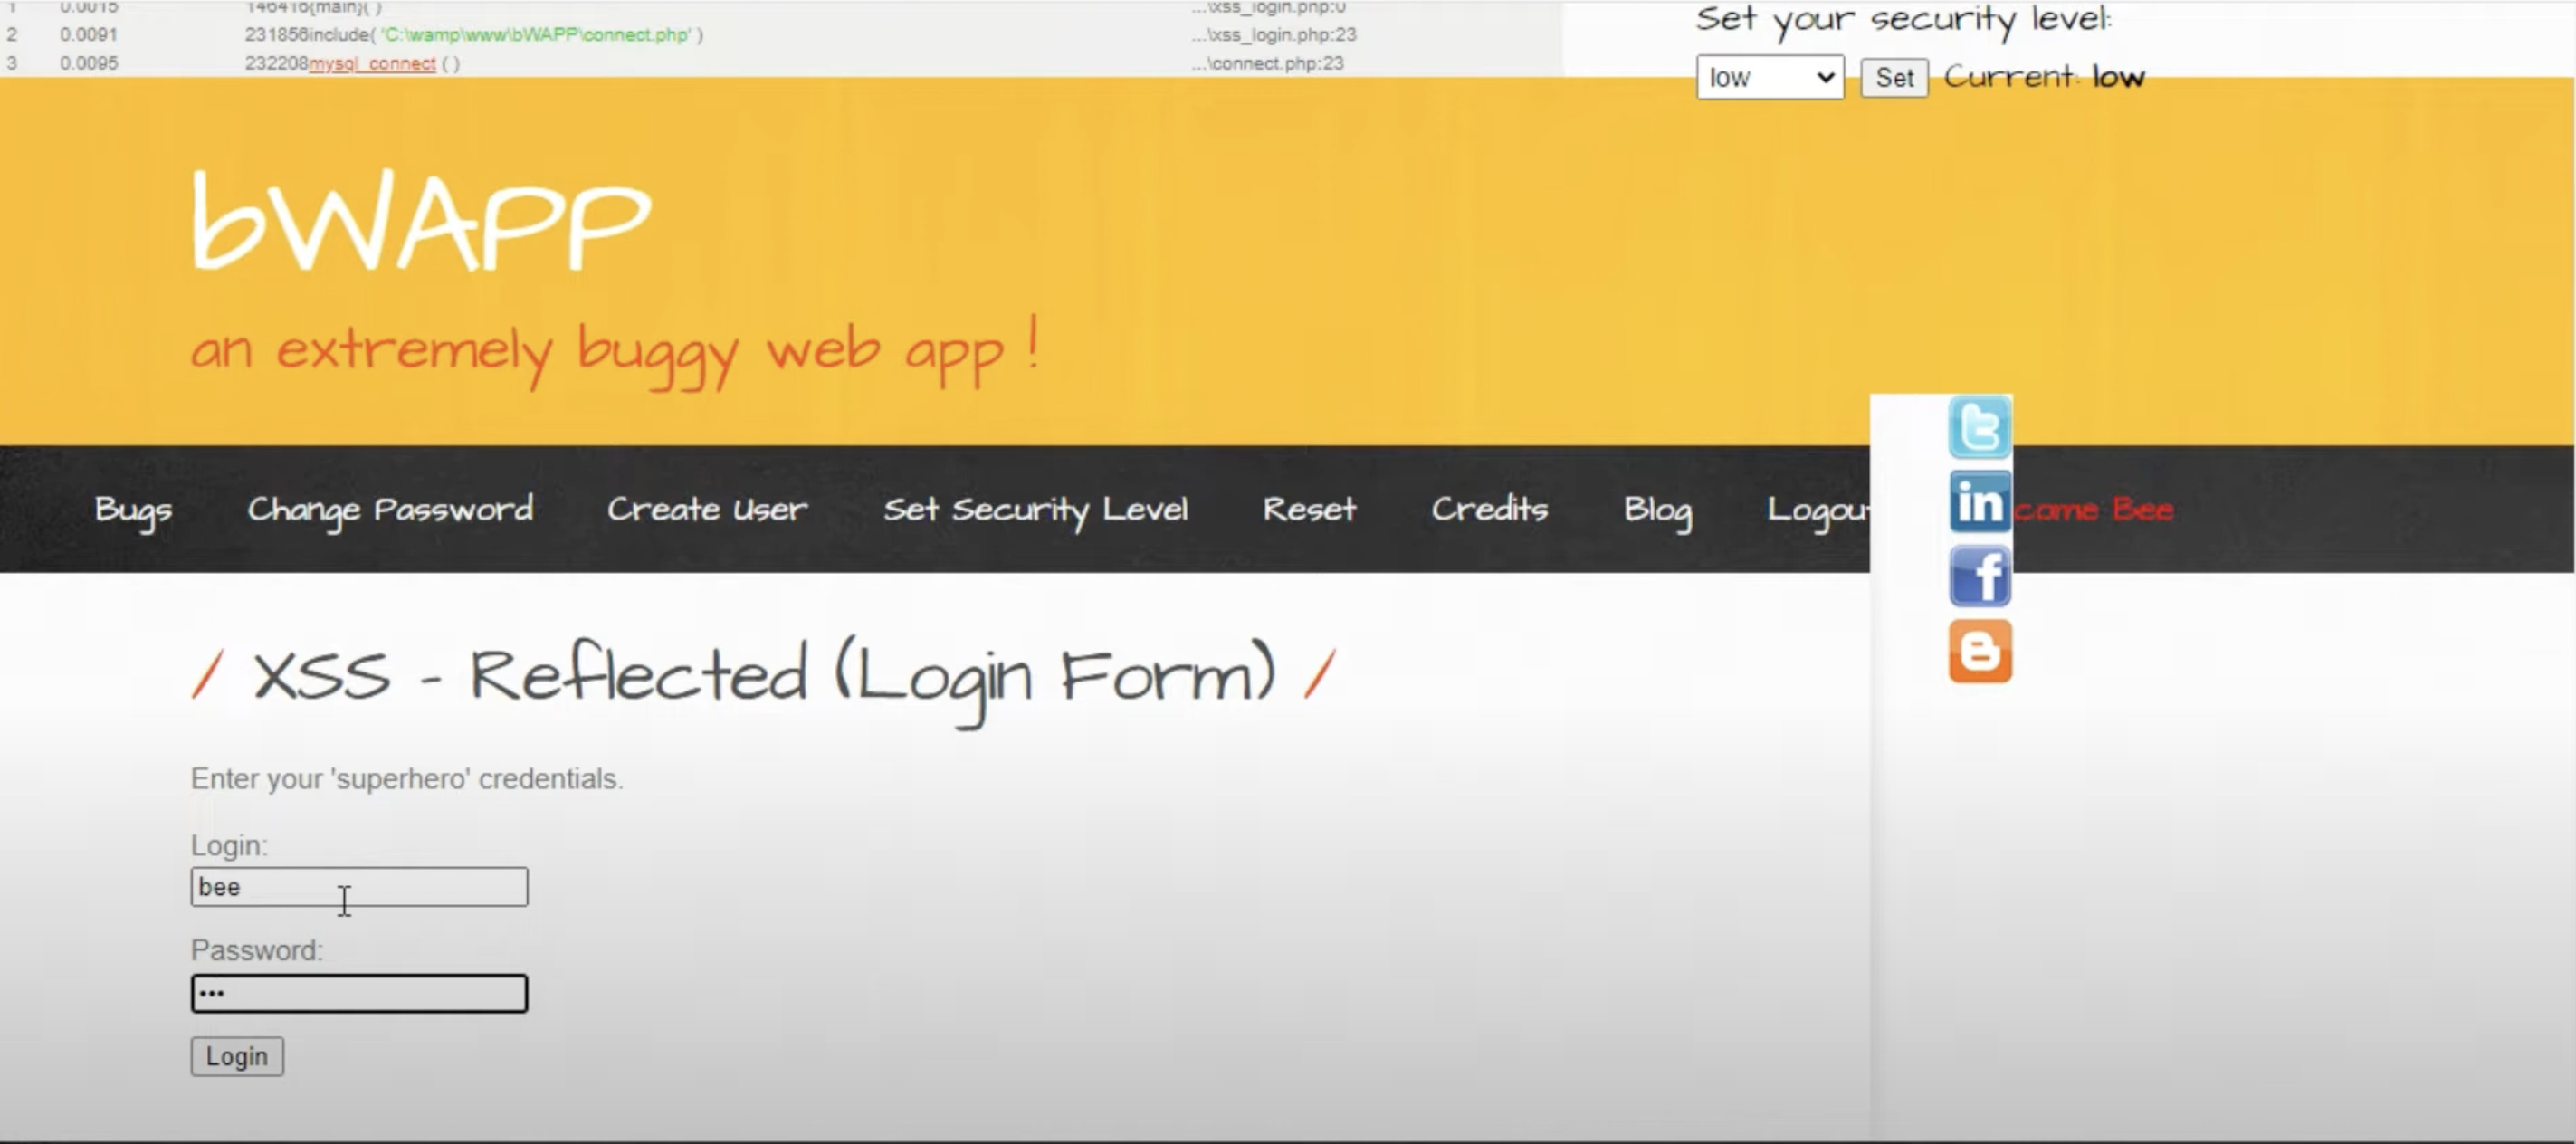 1 0.0015 146416{main}( ) ...\xss_login.php:0
2 0.0091 231856include( 'C:\wamp\www\bWAPP\connect.php' ) ...\xss_login.php:23
3 0.0095 232208mysql_connect ( ) ...\connect.php:23
Set your security level:
low Set Current: low
bWAPP
an extremely buggy web app !
Bugs Change Password Create User Set Security Level Reset Credits Blog Logou come Bee
/ XSS - Reflected (Login Form) /
Enter your 'superhero' credentials.
Login:
bee
Password:
•••
Login